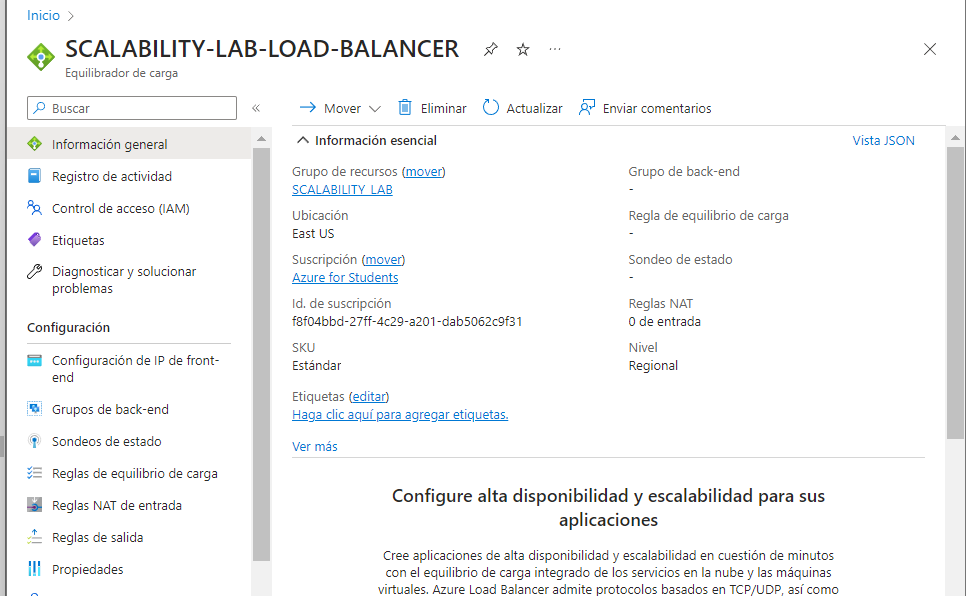 Inicio
SCALABILITY-LAB-LOAD-BALANCER
Equilibrador de carga
Buscar
Información general
Registro de actividad
Control de acceso (IAM)
Etiquetas
Diagnosticar y solucionar
problemas
Configuración
Configuración de IP de front-
end
Grupos de back-end
Sondeos de estado
Reglas de equilibrio de carga
Reglas NAT de entrada
Reglas de salida
Propiedades
Mover
Eliminar
Actualizar
Enviar comentarios
Información esencial
Vista JSON
Grupo de recursos (mover)
SCALABILITY_LAB
Ubicación
East US
Suscripción (mover)
Azure for Students
Id. de suscripción
f8f04bbd-27ff-4c29-a201-dab5062c9f31
SKU
Estándar
Etiquetas (editar)
Haga clic aquí para agregar etiquetas.
Ver más
Grupo de back-end
-
Regla de equilibrio de carga
-
Sondeo de estado
-
Reglas NAT
0 de entrada
Nivel
Regional
Configure alta disponibilidad y escalabilidad para sus
aplicaciones
Cree aplicaciones de alta disponibilidad y escalabilidad en cuestión de minutos
con el equilibrio de carga integrado de los servicios en la nube y las máquinas
virtuales. Azure Load Balancer admite protocolos basados en TCP/UDP, así como